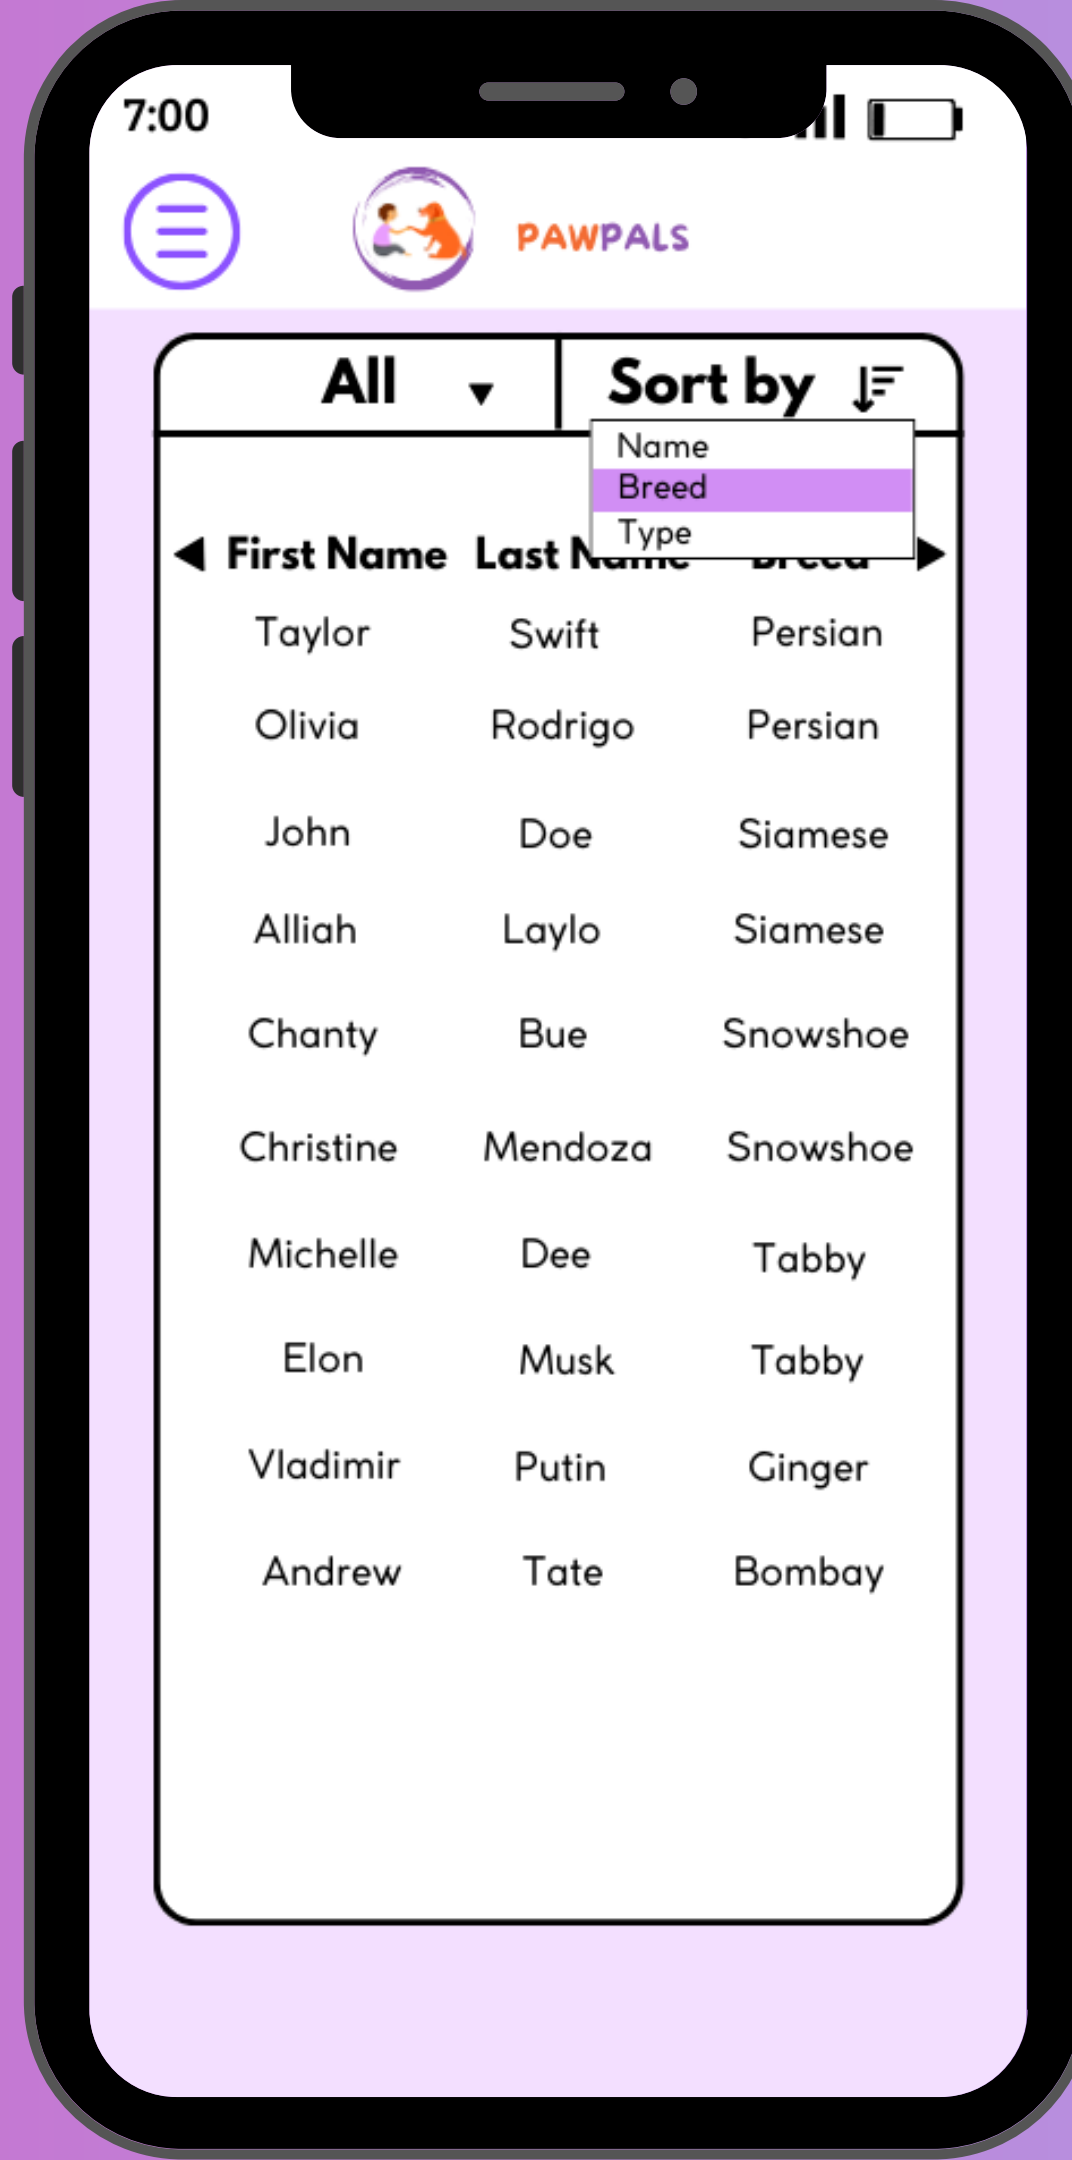 7:00
PAWPALS
All Sort by
Name
Breed
Type
First Name Last Name Breed
Taylor Swift Persian
Olivia Rodrigo Persian
John Doe Siamese
Alliah Laylo Siamese
Chanty Bue Snowshoe
Christine Mendoza Snowshoe
Michelle Dee Tabby
Elon Musk Tabby
Vladimir Putin Ginger
Andrew Tate Bombay